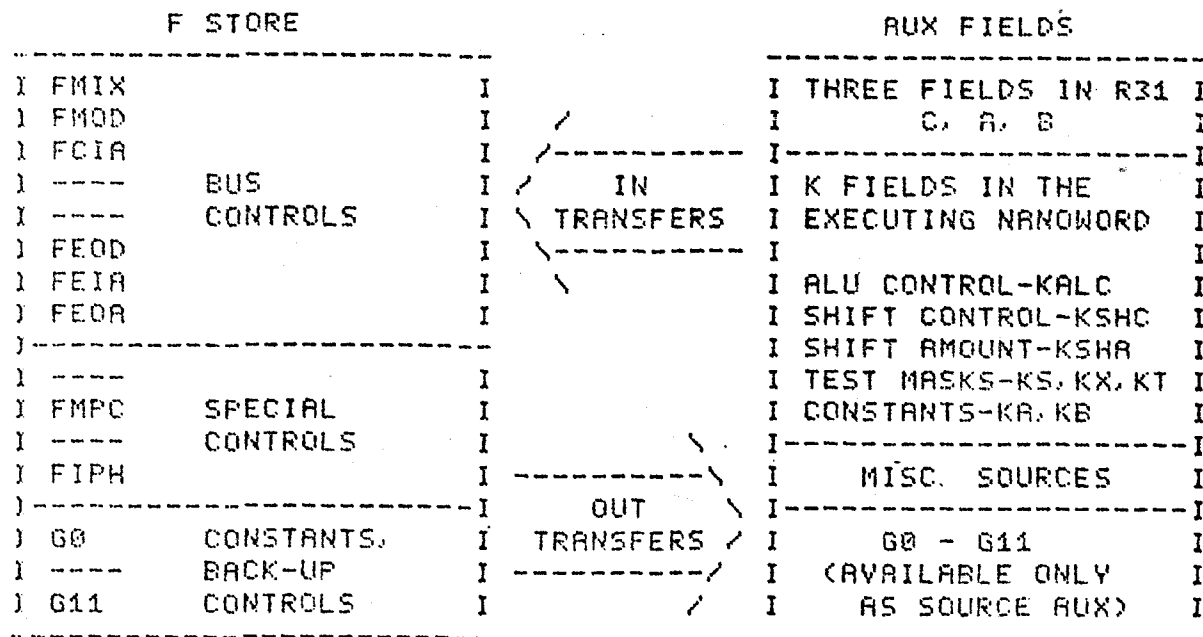 F STORE
FMIX
FMOD
FCIA
---- BUS
---- CONTROLS
FEOD
FEIA
FEOA
----
FMPC SPECIAL
---- CONTROLS
FIPH
G0 CONSTANTS,
---- BACK-UP
G11 CONTROLS
IN
TRANSFERS
OUT
TRANSFERS
AUX FIELDS
THREE FIELDS IN R31
C, A, B
K FIELDS IN THE
EXECUTING NANOWORD
ALU CONTROL-KALC
SHIFT CONTROL-KSHC
SHIFT AMOUNT-KSHA
TEST MASKS-KS,KX,KT
CONSTANTS-KA,KB
MISC. SOURCES
G0 - G11
(AVAILABLE ONLY
AS SOURCE AUX)